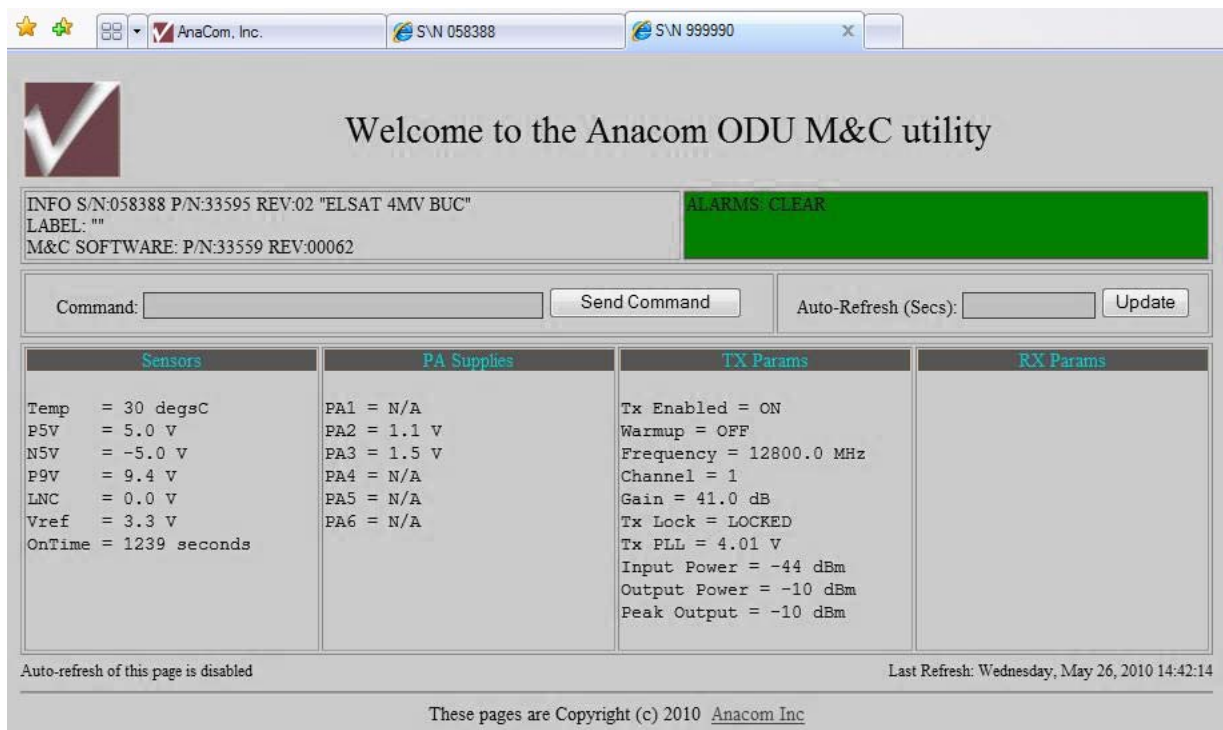 AnaCom, Inc.
S\N 058388
S\N 999990
Welcome to the Anacom ODU M&C utility
INFO S/N:058388 P/N:33595 REV:02 "ELSAT 4MV BUC"
LABEL: ""
M&C SOFTWARE: P/N:33559 REV:00062
ALARMS: CLEAR
Command:
Send Command
Auto-Refresh (Secs):
Update
Sensors
Temp = 30 degsC
P5V = 5.0 V
N5V = -5.0 V
P9V = 9.4 V
LNC = 0.0 V
Vref = 3.3 V
OnTime = 1239 seconds
PA Supplies
PA1 = N/A
PA2 = 1.1 V
PA3 = 1.5 V
PA4 = N/A
PA5 = N/A
PA6 = N/A
TX Params
Tx Enabled = ON
Warmup = OFF
Frequency = 12800.0 MHz
Channel = 1
Gain = 41.0 dB
Tx Lock = LOCKED
Tx PLL = 4.01 V
Input Power = -44 dBm
Output Power = -10 dBm
Peak Output = -10 dBm
RX Params
Auto-refresh of this page is disabled
Last Refresh: Wednesday, May 26, 2010 14:42:14
These pages are Copyright (c) 2010 Anacom Inc